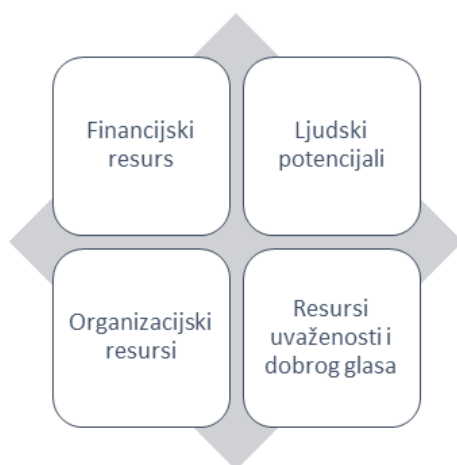 Financijski
resurs
Ljudski
potencijali
Organizacijski
resursi
Resursi
uvaženosti i
dobrog glasa